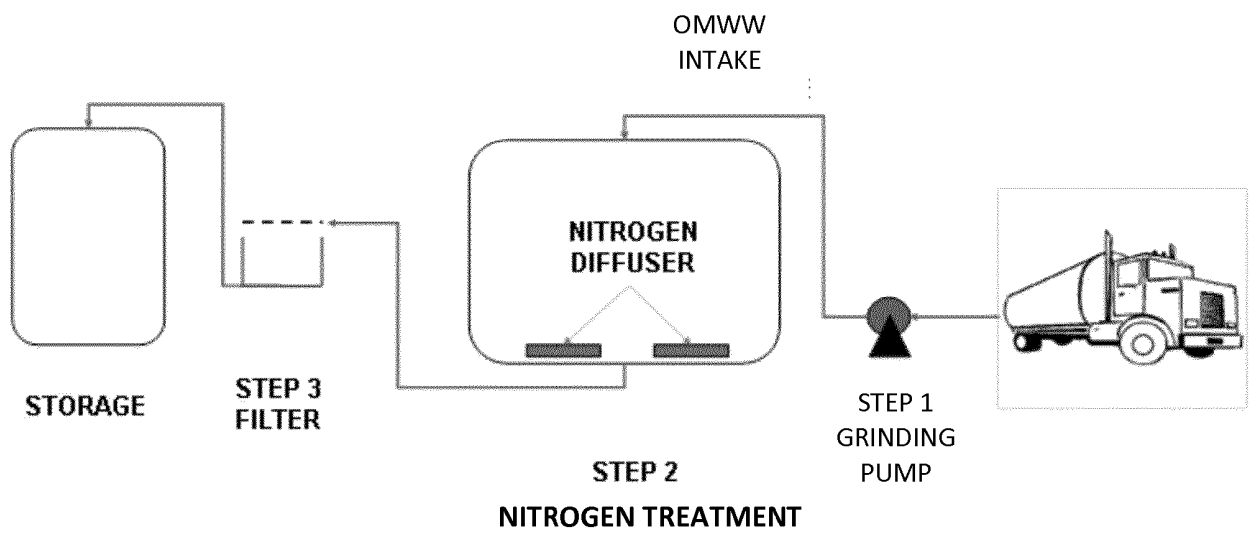 OMWW
INTAKE
NITROGEN
DIFFUSER
STORAGE
STEP 3
FILTER
STEP 1
GRINDING
PUMP
STEP 2
NITROGEN TREATMENT